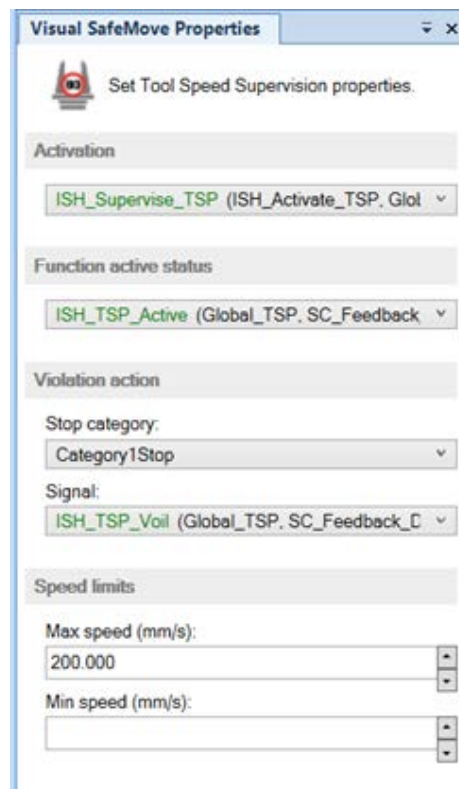 Visual SafeMove Properties
Set Tool Speed Supervision properties.
Activation
ISH_Supervise_TSP (ISH_Activate_TSP, Glol
Function active status
ISH_TSP_Active (Global_TSP, SC_Feedback_
Violation action
Stop category:
Category1Stop
Signal:
ISH_TSP_Voil (Global_TSP, SC_Feedback_D
Speed limits
Max speed (mm/s):
200.000
Min speed (mm/s):